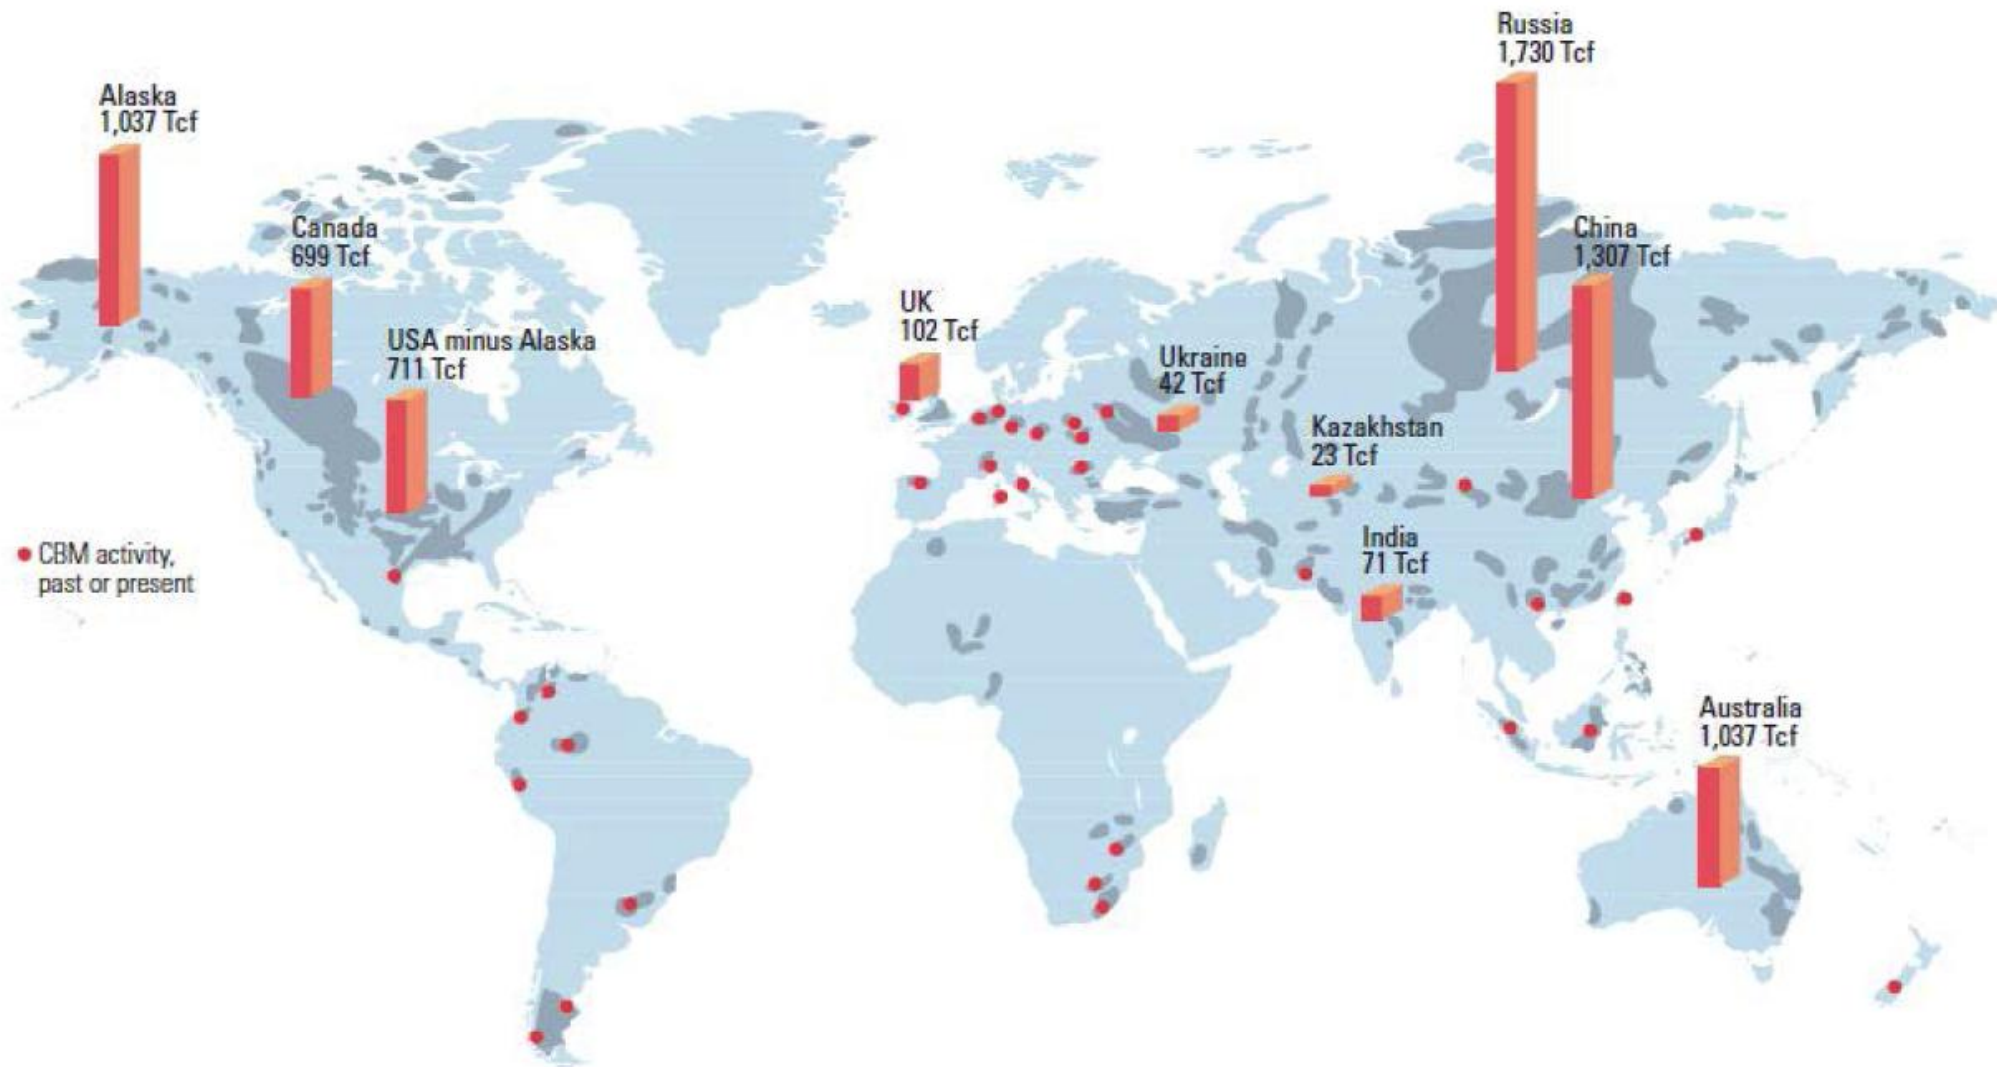 Russia
1,730 Tcf
Alaska
1,037 Tcf
Canada
699 Tcf
China
1,307 Tcf
UK
102 Tcf
USA minus Alaska
711 Tcf
Ukraine
42 Tcf
Kazakhstan
23 Tcf
India
71 Tcf
CBM activity,
past or present
Australia
1,037 Tcf